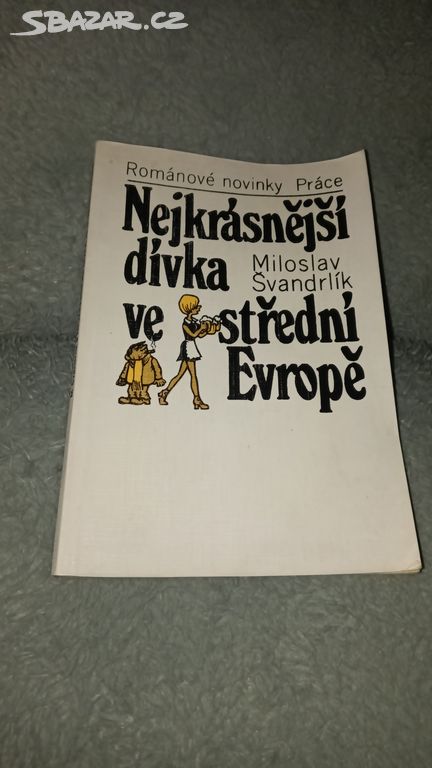 SBAZAR.CZ
Románové novinky Práce
Nejkrásnější
dívka
Miloslav
Švandrlík
ve střední
Evropě